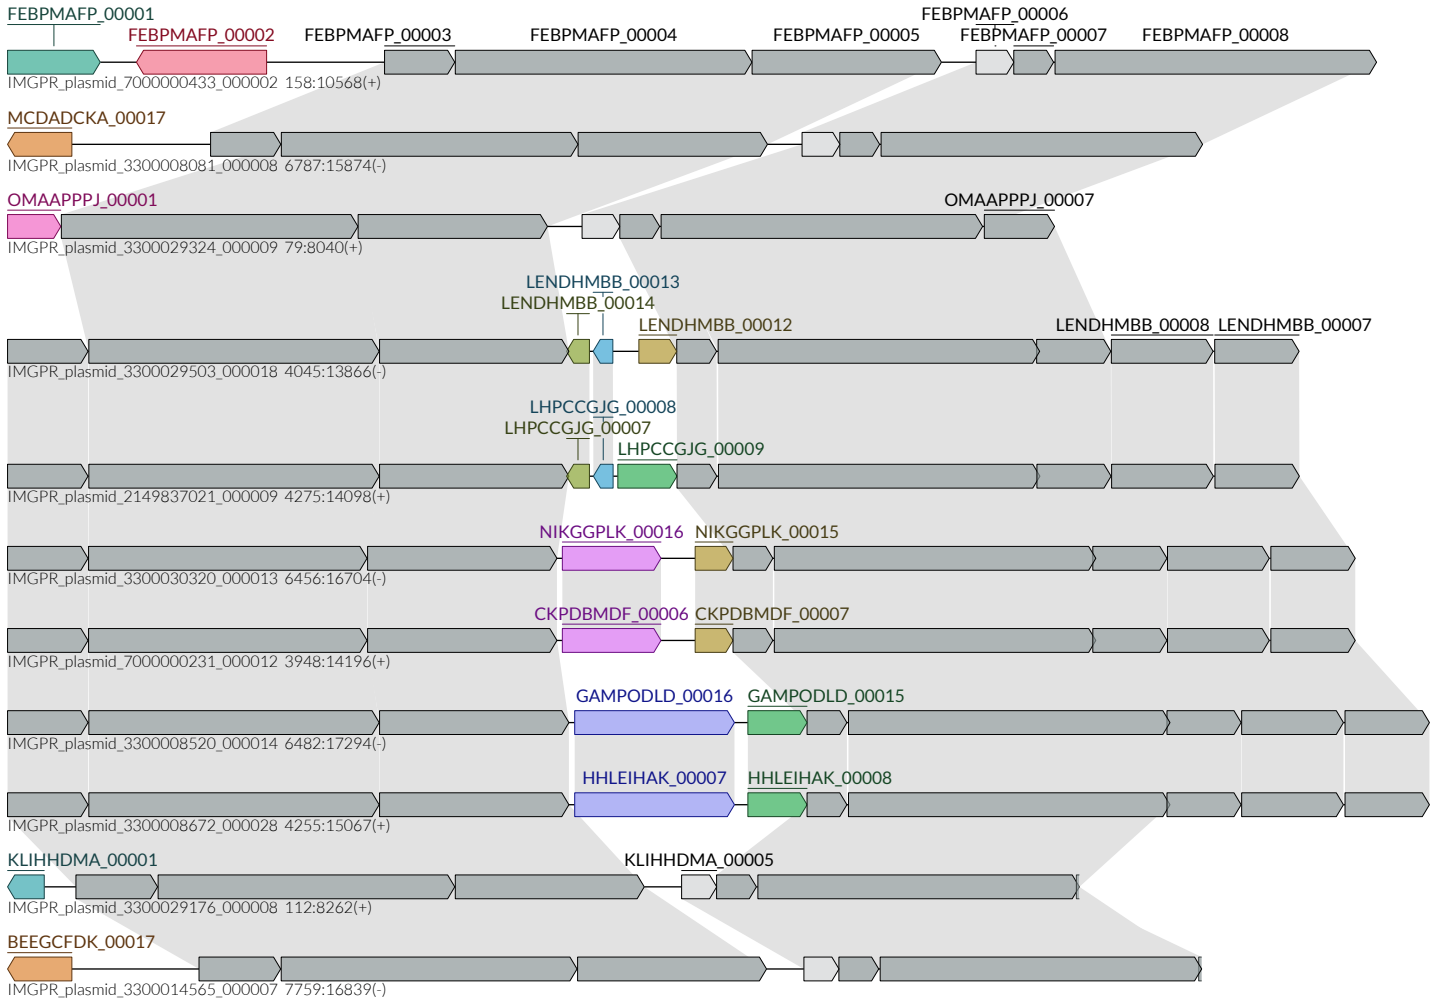 FEBPMAFP_00001
FEBPMAFP_00006
FEBPMAFP_00002 FEBPMAFP_00003 FEBPMAFP_00004 FEBPMAFP_00005 FEBPMAFP_00007 FEBPMAFP_00008
IMGPR_plasmid_7000000433_000002 158:10568(+)
MCDADCKA_00017
IMGPR_plasmid_3300008081_000008 6787:15874(-)
OMAAPPPJ_00001 OMAAPPPJ_00007
IMGPR_plasmid_3300029324_000009 79:8040(+)
LENDHMBB_00013
LENDHMBB_00014
LENDHMBB_00012 LENDHMBB_00008 LENDHMBB_00007
IMGPR_plasmid_3300029503_000018 4045:13866(-)
LHPCCGJG_00008
LHPCCGJG_00007
LHPCCGJG_00009
IMGPR_plasmid_2149837021_000009 4275:14098(+)
NIKGGPLK_00016 NIKGGPLK_00015
IMGPR_plasmid_3300030320_000013 6456:16704(-)
CKPDBMDF_00006 CKPDBMDF_00007
IMGPR_plasmid_7000000231_000012 3948:14196(+)
GAMPODLD_00016 GAMPODLD_00015
IMGPR_plasmid_3300008520_000014 6482:17294(-)
HHLEIHAK_00007 HHLEIHAK_00008
IMGPR_plasmid_3300008672_000028 4255:15067(+)
KLIHHDMA_00001 KLIHHDMA_00005
IMGPR_plasmid_3300029176_000008 112:8262(+)
BEEGCFDK_00017
IMGPR_plasmid_3300014565_000007 7759:16839(-)